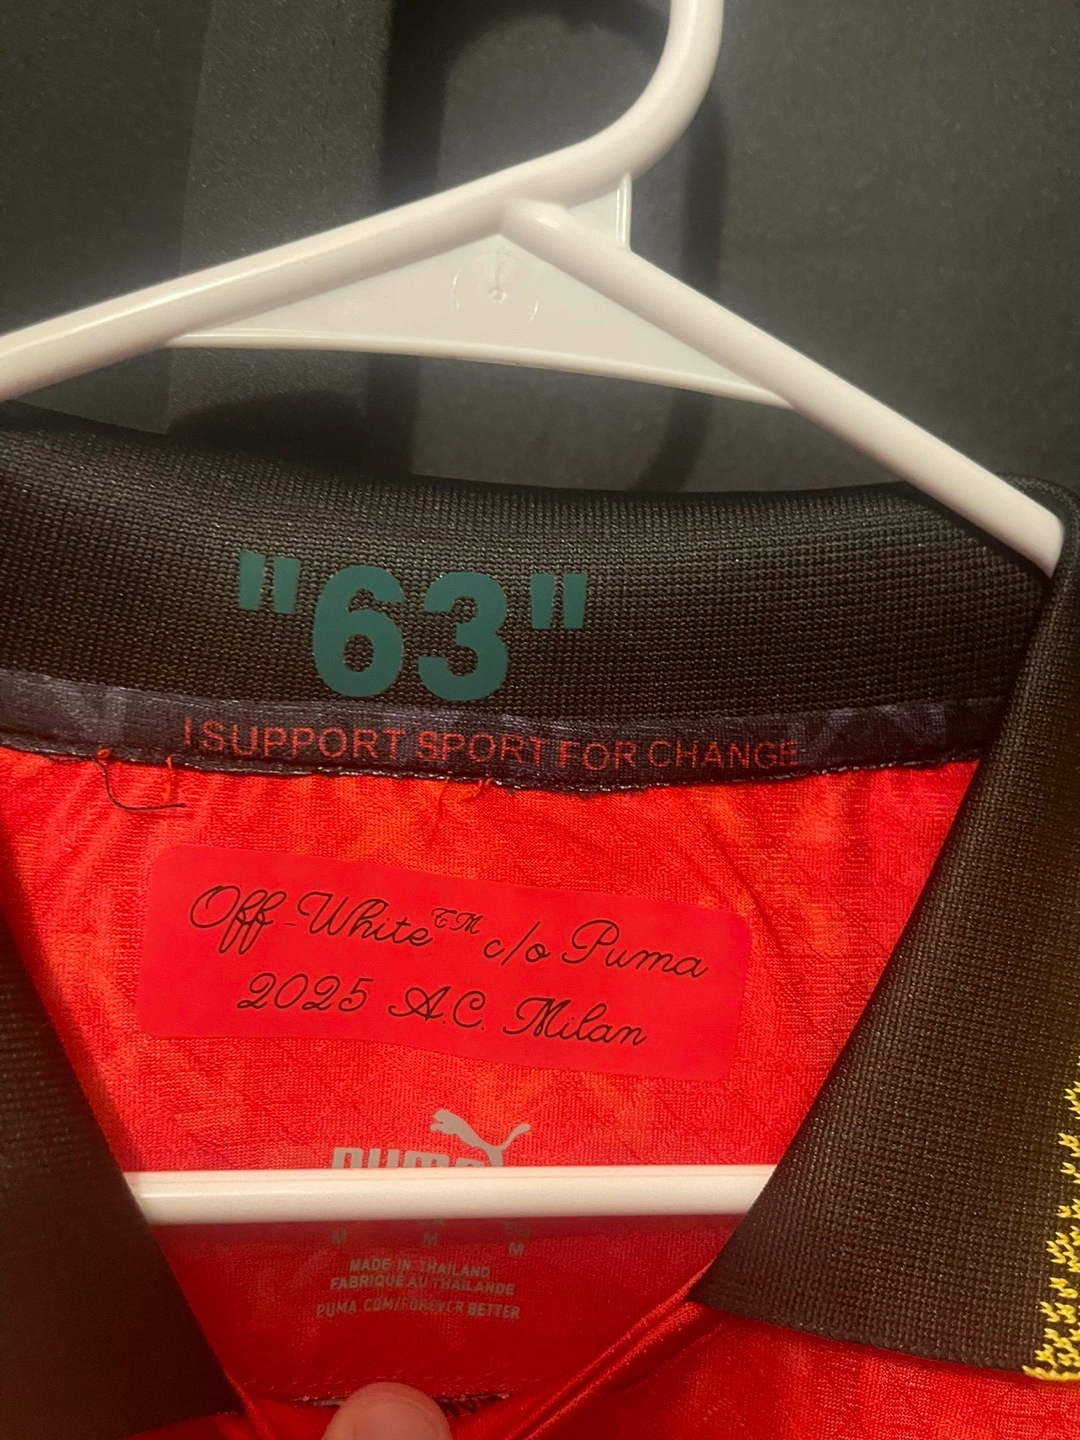 "63"
I SUPPORT SPORT FOR CHANGE
Off-White™ c/o Puma
2025 A.C. Milan
PUMA
M M M
MADE IN THAILAND
FABRIQUÉ AU THAILANDE
PUMA.COM/FOREVER BETTER